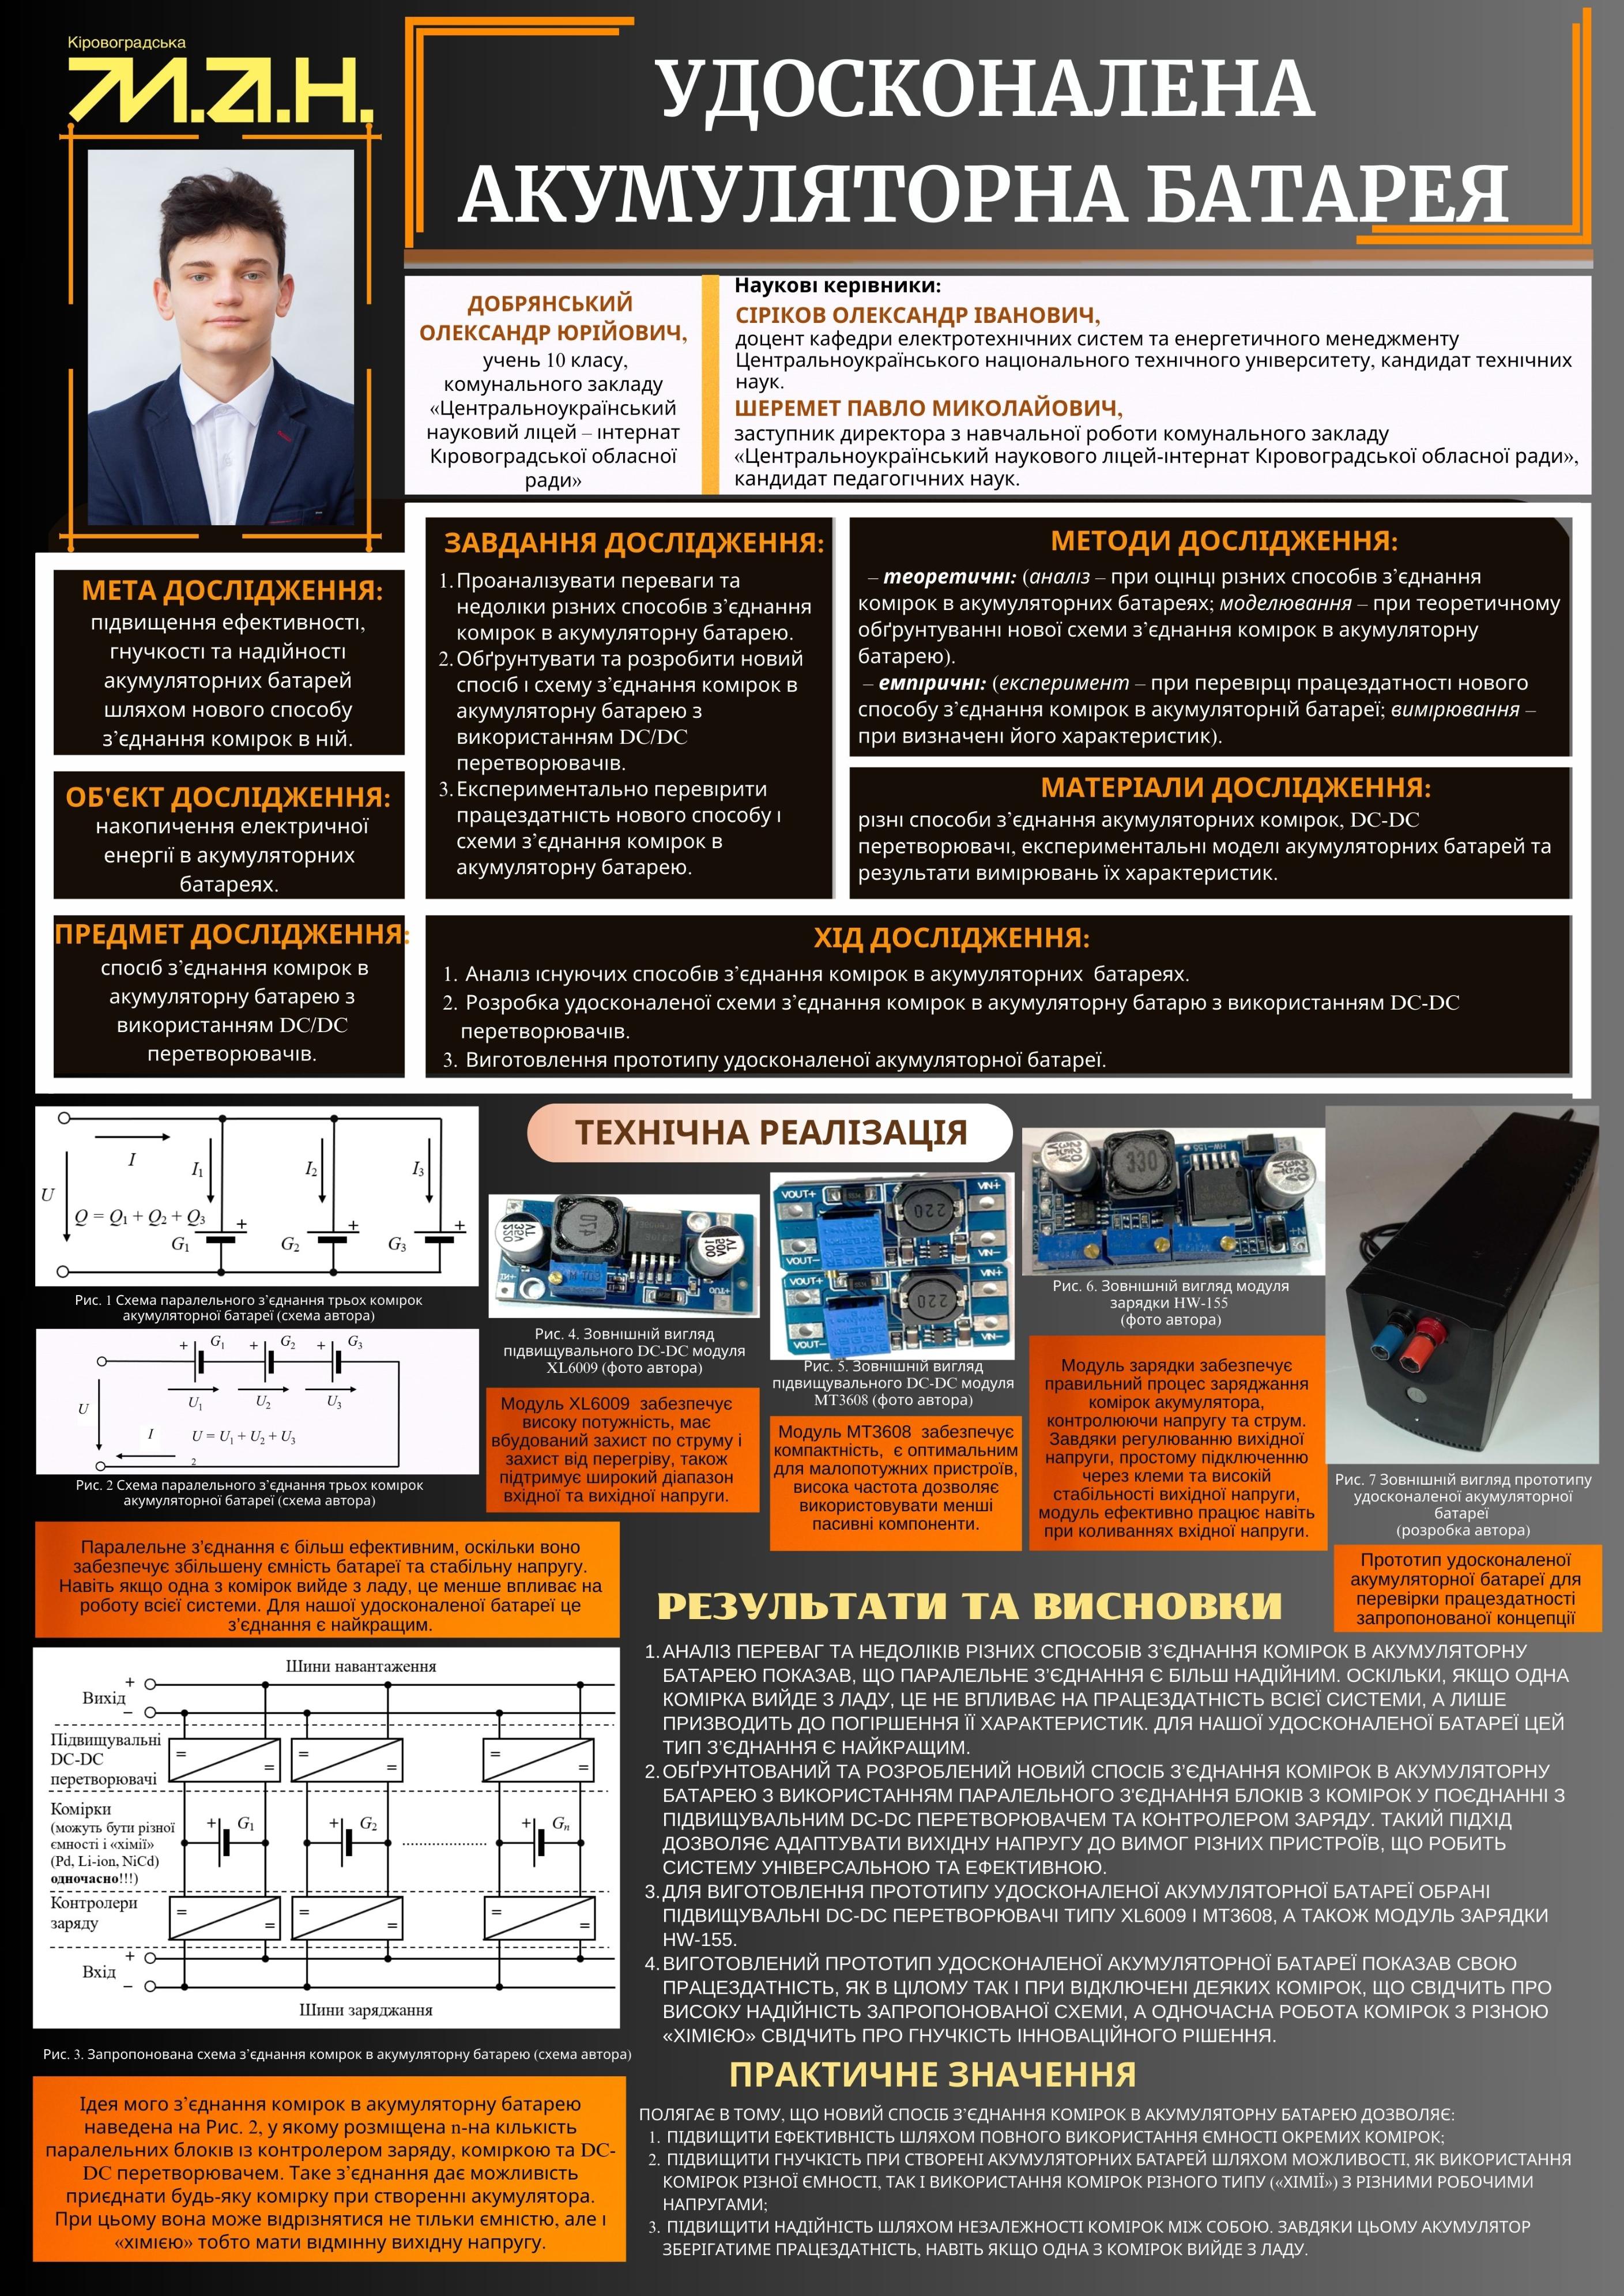 Кіровоградська
М.А.Н.
УДОСКОНАЛЕНА
АКУМУЛЯТОРНА БАТАРЕЯ
ДОБРЯНСЬКИЙ
ОЛЕКСАНДР ЮРІЙОВИЧ,
учень 10 класу,
комунального закладу
«Центральноукраїнський
науковий ліцей – інтернат
Кіровоградської обласної
ради»
Наукові керівники:
СІРІКОВ ОЛЕКСАНДР ІВАНОВИЧ,
доцент кафедри електротехнічних систем та енергетичного менеджменту
Центральноукраїнського національного технічного університету, кандидат технічних
наук.
ШЕРЕМЕТ ПАВЛО МИКОЛАЙОВИЧ,
заступник директора з навчальної роботи комунального закладу
«Центральноукраїнський наукового ліцей-інтернат Кіровоградської обласної ради»,
кандидат педагогічних наук.
МЕТА ДОСЛІДЖЕННЯ:
підвищення ефективності,
гнучкості та надійності
акумуляторних батарей
шляхом нового способу
з’єднання комірок в ній.
ОБ'ЄКТ ДОСЛІДЖЕННЯ:
накопичення електричної
енергії в акумуляторних
батареях.
ПРЕДМЕТ ДОСЛІДЖЕННЯ:
спосіб з’єднання комірок в
акумуляторну батарею з
використанням DC/DC
перетворювачів.
ЗАВДАННЯ ДОСЛІДЖЕННЯ:
1. Проаналізувати переваги та
недоліки різних способів з’єднання
комірок в акумуляторну батарею.
2. Обґрунтувати та розробити новий
спосіб і схему з’єднання комірок в
акумуляторну батарею з
використанням DC/DC
перетворювачів.
3. Експериментально перевірити
працездатність нового способу і
схеми з’єднання комірок в
акумуляторну батарею.
МЕТОДИ ДОСЛІДЖЕННЯ:
– теоретичні: (аналіз – при оцінці різних способів з’єднання
комірок в акумуляторних батареях; моделювання – при теоретичному
обґрунтуванні нової схеми з’єднання комірок в акумуляторну
батарею).
– емпіричні: (експеримент – при перевірці працездатності нового
способу з’єднання комірок в акумуляторній батареї; вимірювання –
при визначені його характеристик).
МАТЕРІАЛИ ДОСЛІДЖЕННЯ:
різні способи з’єднання акумуляторних комірок, DC-DC
перетворювачі, експериментальні моделі акумуляторних батарей та
результати вимірювань їх характеристик.
ХІД ДОСЛІДЖЕННЯ:
1. Аналіз існуючих способів з’єднання комірок в акумуляторних батареях.
2. Розробка удосконаленої схеми з’єднання комірок в акумуляторну батарю з використанням DC-DC
перетворювачів.
3. Виготовлення прототипу удосконаленої акумуляторної батареї.
ТЕХНІЧНА РЕАЛІЗАЦІЯ
I
I1
I2
I3
U
Q = Q1 + Q2 + Q3
+
+
+
G1
G2
G3
Рис. 1 Схема паралельного з’єднання трьох комірок
акумуляторної батареї (схема автора)
+ G1 + G2 + G3
U1
U2
U3
U
I
U = U1 + U2 + U3
2
Рис. 2 Схема паралельного з’єднання трьох комірок
акумуляторної батареї (схема автора)
Рис. 4. Зовнішній вигляд
підвищувального DC-DC модуля
XL6009 (фото автора)
Модуль XL6009 забезпечує
високу потужність, має
вбудований захист по струму і
захист від перегріву, також
підтримує широкий діапазон
вхідної та вихідної напруги.
VOUT+
VIN+
220
VOUT-
VIN-
VOUT+
VIN+
220
VOUT-
VIN-
Рис. 5. Зовнішній вигляд
підвищувального DC-DC модуля
MT3608 (фото автора)
Модуль MT3608 забезпечує
компактність, є оптимальним
для малопотужних пристроїв,
висока частота дозволяє
використовувати менші
пасивні компоненти.
HW-155
330
Рис. 6. Зовнішній вигляд модуля
зарядки HW-155
(фото автора)
Модуль зарядки забезпечує
правильний процес заряджання
комірок акумулятора,
контролюючи напругу та струм.
Завдяки регулюванню вихідної
напруги, простому підключенню
через клеми та високій
стабільності вихідної напруги,
модуль ефективно працює навіть
при коливаннях вхідної напруги.
Рис. 7 Зовнішній вигляд прототипу
удосконаленої акумуляторної
батареї
(розробка автора)
Прототип удосконаленої
акумуляторної батареї для
перевірки працездатності
запропонованої концепції
Паралельне з’єднання є більш ефективним, оскільки воно
забезпечує збільшену ємність батареї та стабільну напругу.
Навіть якщо одна з комірок вийде з ладу, це менше впливає на
роботу всієї системи. Для нашої удосконаленої батареї це
з’єднання є найкращим.
Шини навантаження
+
Вихід
–
Підвищувальні
DC-DC
перетворювачі
= =
= =
= =
Комірки
(можуть бути різної
ємності і «хімії»
(Pd, Li-ion, NiCd)
одночасно!!!)
+ G1
+ G2
+ Gn
Контролери
заряду
= =
= =
= =
+
Вхід
–
Шини заряджання
Рис. 3. Запропонована схема з’єднання комірок в акумуляторну батарею (схема автора)
Ідея мого з’єднання комірок в акумуляторну батарею
наведена на Рис. 2, у якому розміщена n-на кількість
паралельних блоків із контролером заряду, коміркою та DC-
DC перетворювачем. Таке з’єднання дає можливість
приєднати будь-яку комірку при створенні акумулятора.
При цьому вона може відрізнятися не тільки ємністю, але і
«хімією» тобто мати відмінну вихідну напругу.
РЕЗУЛЬТАТИ ТА ВИСНОВКИ
1. АНАЛІЗ ПЕРЕВАГ ТА НЕДОЛІКІВ РІЗНИХ СПОСОБІВ З’ЄДНАННЯ КОМІРОК В АКУМУЛЯТОРНУ
БАТАРЕЮ ПОКАЗАВ, ЩО ПАРАЛЕЛЬНЕ З’ЄДНАННЯ Є БІЛЬШ НАДІЙНИМ. ОСКІЛЬКИ, ЯКЩО ОДНА
КОМІРКА ВИЙДЕ З ЛАДУ, ЦЕ НЕ ВПЛИВАЄ НА ПРАЦЕЗДАТНІСТЬ ВСІЄЇ СИСТЕМИ, А ЛИШЕ
ПРИЗВОДИТЬ ДО ПОГІРШЕННЯ ЇЇ ХАРАКТЕРИСТИК. ДЛЯ НАШОЇ УДОСКОНАЛЕНОЇ БАТАРЕЇ ЦЕЙ
ТИП З’ЄДНАННЯ Є НАЙКРАЩИМ.
2. ОБҐРУНТОВАНИЙ ТА РОЗРОБЛЕНИЙ НОВИЙ СПОСІБ З’ЄДНАННЯ КОМІРОК В АКУМУЛЯТОРНУ
БАТАРЕЮ З ВИКОРИСТАННЯМ ПАРАЛЕЛЬНОГО З'ЄДНАННЯ БЛОКІВ З КОМІРОК У ПОЄДНАННІ З
ПІДВИЩУВАЛЬНИМ DC-DC ПЕРЕТВОРЮВАЧЕМ ТА КОНТРОЛЕРОМ ЗАРЯДУ. ТАКИЙ ПІДХІД
ДОЗВОЛЯЄ АДАПТУВАТИ ВИХІДНУ НАПРУГУ ДО ВИМОГ РІЗНИХ ПРИСТРОЇВ, ЩО РОБИТЬ
СИСТЕМУ УНІВЕРСАЛЬНОЮ ТА ЕФЕКТИВНОЮ.
3. ДЛЯ ВИГОТОВЛЕННЯ ПРОТОТИПУ УДОСКОНАЛЕНОЇ АКУМУЛЯТОРНОЇ БАТАРЕЇ ОБРАНІ
ПІДВИЩУВАЛЬНІ DC-DC ПЕРЕТВОРЮВАЧІ ТИПУ XL6009 І MT3608, А ТАКОЖ МОДУЛЬ ЗАРЯДКИ
HW-155.
4. ВИГОТОВЛЕНИЙ ПРОТОТИП УДОСКОНАЛЕНОЇ АКУМУЛЯТОРНОЇ БАТАРЕЇ ПОКАЗАВ СВОЮ
ПРАЦЕЗДАТНІСТЬ, ЯК В ЦІЛОМУ ТАК І ПРИ ВІДКЛЮЧЕНІ ДЕЯКИХ КОМІРОК, ЩО СВІДЧИТЬ ПРО
ВИСОКУ НАДІЙНІСТЬ ЗАПРОПОНОВАНОЇ СХЕМИ, А ОДНОЧАСНА РОБОТА КОМІРОК З РІЗНОЮ
«ХІМІЄЮ» СВІДЧИТЬ ПРО ГНУЧКІСТЬ ІННОВАЦІЙНОГО РІШЕННЯ.
ПРАКТИЧНЕ ЗНАЧЕННЯ
ПОЛЯГАЄ В ТОМУ, ЩО НОВИЙ СПОСІБ З’ЄДНАННЯ КОМІРОК В АКУМУЛЯТОРНУ БАТАРЕЮ ДОЗВОЛЯЄ:
1. ПІДВИЩИТИ ЕФЕКТИВНІСТЬ ШЛЯХОМ ПОВНОГО ВИКОРИСТАННЯ ЄМНОСТІ ОКРЕМИХ КОМІРОК;
2. ПІДВИЩИТИ ГНУЧКІСТЬ ПРИ СТВОРЕНІ АКУМУЛЯТОРНИХ БАТАРЕЙ ШЛЯХОМ МОЖЛИВОСТІ, ЯК ВИКОРИСТАННЯ
КОМІРОК РІЗНОЇ ЄМНОСТІ, ТАК І ВИКОРИСТАННЯ КОМІРОК РІЗНОГО ТИПУ («ХІМІЇ») З РІЗНИМИ РОБОЧИМИ
НАПРУГАМИ;
3. ПІДВИЩИТИ НАДІЙНІСТЬ ШЛЯХОМ НЕЗАЛЕЖНОСТІ КОМІРОК МІЖ СОБОЮ. ЗАВДЯКИ ЦЬОМУ АКУМУЛЯТОР
ЗБЕРІГАТИМЕ ПРАЦЕЗДАТНІСТЬ, НАВІТЬ ЯКЩО ОДНА З КОМІРОК ВИЙДЕ З ЛАДУ.